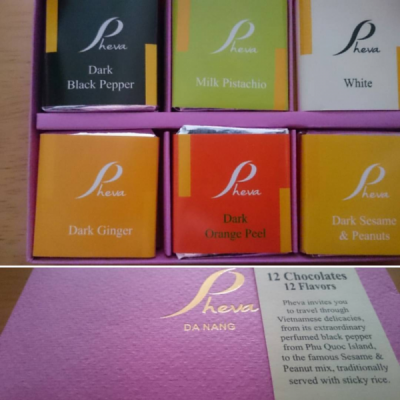 Pheva
Dark
Black Pepper
Pheva
Milk Pistachio
Pheva
White
Pheva
Dark Ginger
Pheva
Dark
Orange Peel
Pheva
Dark Sesame
& Peanuts
Pheva
DA NANG
12 Chocolates
12 Flavors
Pheva invites you
to travel through
Vietnamese delicacies,
from its extraordinary
perfumed black pepper
from Phu Quoc Island,
to the famous Sesame &
Peanut mix, traditionally
served with sticky rice.